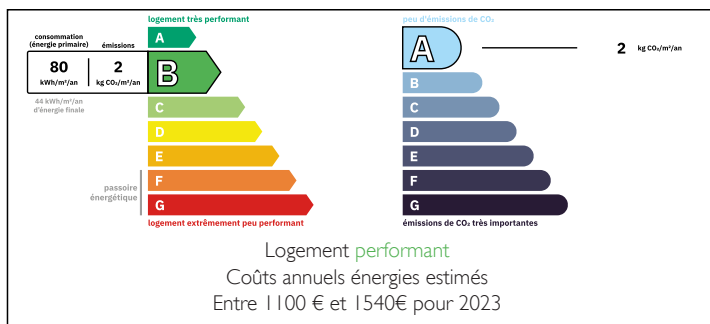 logement très performant
consommation
(énergie primaire)
émissions
80
kWh/m²/an
2
kg CO₂/m²/an
44 kWh/m²/an
d'énergie finale
passoire
énergétique
A
B
C
D
E
F
G
logement extrêmement peu performant
peu d'émissions de CO₂
A
2 kg CO₂/m²/an
B
C
D
E
F
G
émissions de CO₂ très importantes
Logement performant
Coûts annuels énergies estimés
Entre 1100 € et 1540€ pour 2023